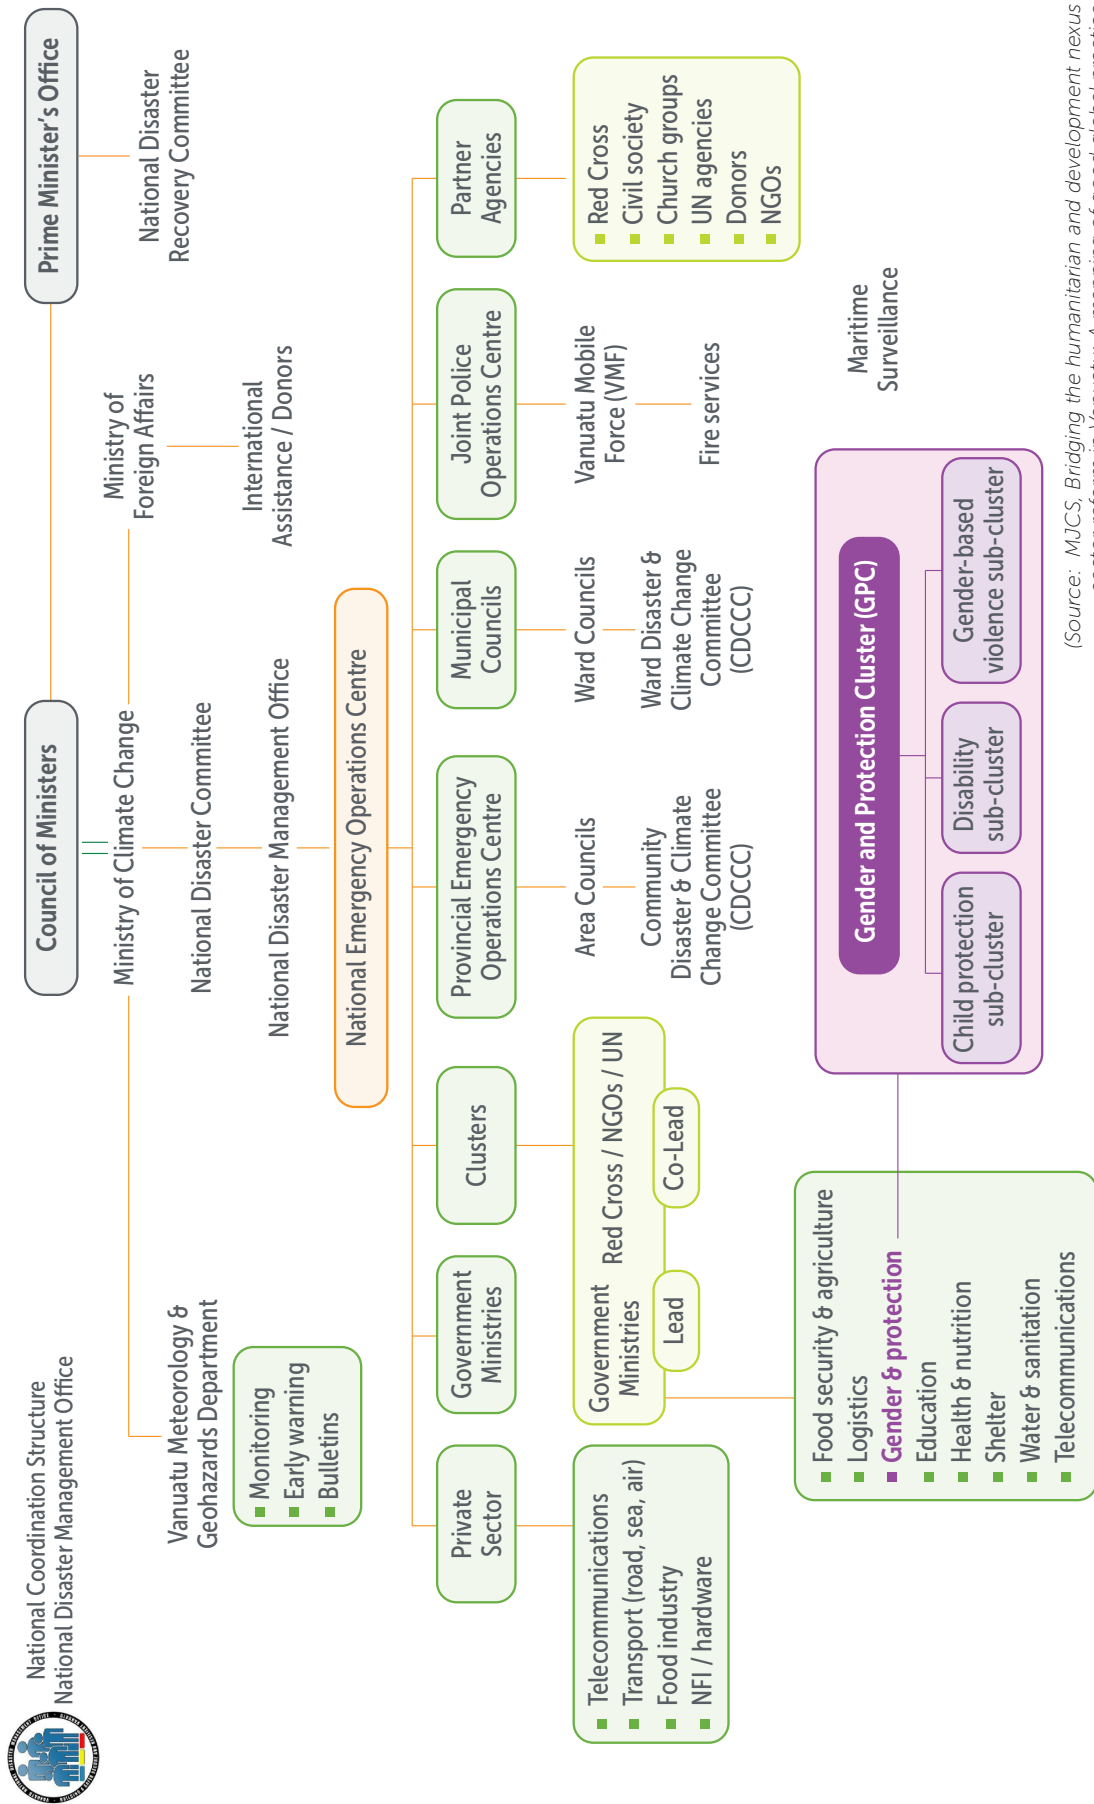 National Coordination Structure
National Disaster Management Office
Council of Ministers
Prime Minister's Office
National Disaster
Recovery Committee
Ministry of Climate Change
Ministry of
Foreign Affairs
International
Assistance / Donors
Vanuatu Meteorology &
Geohazards Department
Monitoring
Early warning
Bulletins
National Disaster Committee
National Disaster Management Office
National Emergency Operations Centre
Private
Sector
Government
Ministries
Clusters
Provincial Emergency
Operations Centre
Municipal
Councils
Joint Police
Operations Centre
Partner
Agencies
Telecommunications
Transport (road, sea, air)
Food industry
NFI / hardware
Government
Ministries
Red Cross / NGOs / UN
Lead
Co-Lead
Area Councils
Community
Disaster & Climate
Change Committee
(CDCCC)
Ward Councils
Ward Disaster &
Climate Change
Committee
(CDCCC)
Vanuatu Mobile
Force (VMF)
Fire services
Maritime
Surveillance
Red Cross
Civil society
Church groups
UN agencies
Donors
NGOs
Food security & agriculture
Logistics
Gender & protection
Education
Health & nutrition
Shelter
Water & sanitation
Telecommunications
Gender and Protection Cluster (GPC)
Child protection
sub-cluster
Disability
sub-cluster
Gender-based
violence sub-cluster
(Source: MJCS, Bridging the humanitarian and development nexus